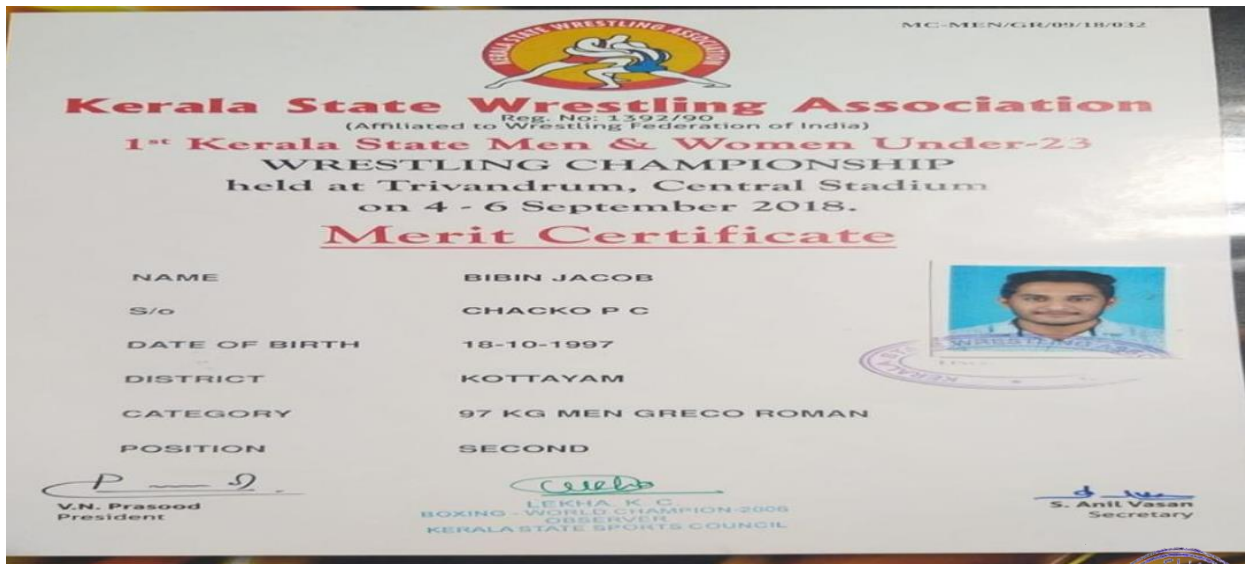 MC-MEN/GR/09/18/032
KERALA STATE WRESTLING ASSOCIATION
Kerala State Wrestling Association
Reg. No: 1392/90
(Affiliated to Wrestling Federation of India)
1st Kerala State Men & Women Under-23
WRESTLING CHAMPIONSHIP
held at Trivandrum, Central Stadium
on 4 - 6 September 2018.
Merit Certificate
NAME BIBIN JACOB
S/o CHACKO P C
DATE OF BIRTH 18-10-1997
DISTRICT KOTTAYAM
CATEGORY 97 KG MEN GRECO ROMAN
POSITION SECOND
WRESTLING
KERALA
V.N. Prasood
President
LEKHA. K. C.
BOXING - WORLD CHAMPION-2006
OBSERVER
KERALA STATE SPORTS COUNCIL
S. Anil Vasan
Secretary